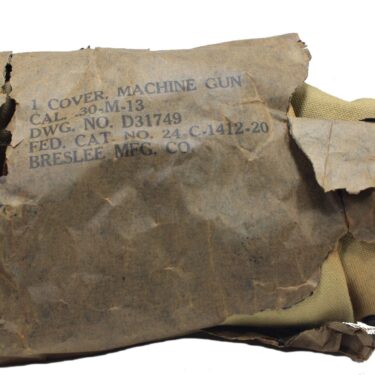 1 COVER, MACHINE GUN
CAL. .30-M-13
DWG. NO. D31749
FED. CAT. NO. 24 C-1412-20
BRESLEE MFG. CO.